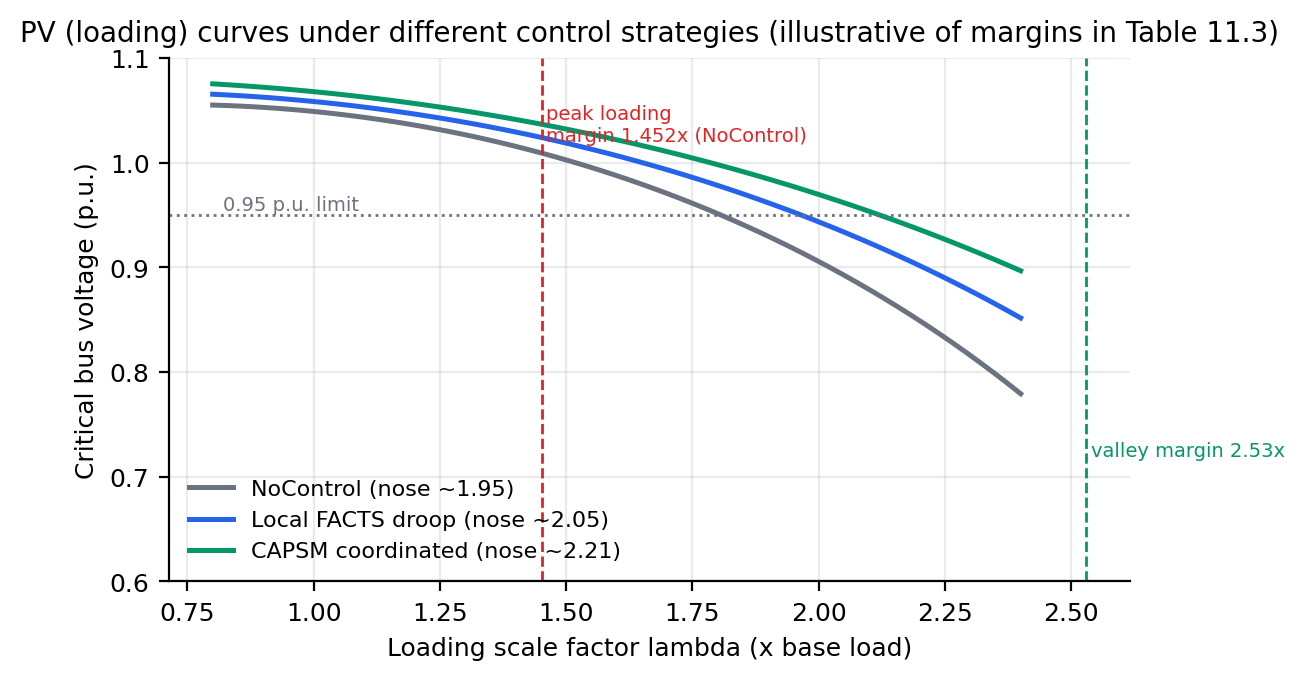 PV (loading) curves under different control strategies (illustrative of margins in Table 11.3)
Critical bus voltage (p.u.)
1.1
1.0
0.9
0.8
0.7
0.6
peak loading
margin 1.452x (NoControl)
0.95 p.u. limit
valley margin 2.53x
NoControl (nose ~1.95)
Local FACTS droop (nose ~2.05)
CAPSM coordinated (nose ~2.21)
0.75 1.00 1.25 1.50 1.75 2.00 2.25 2.50
Loading scale factor lambda (x base load)